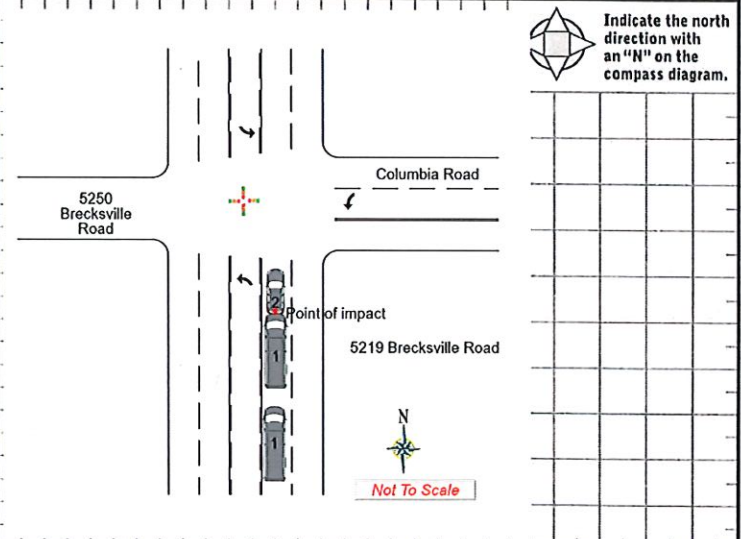 Indicate the north
direction with
an "N" on the
compass diagram.
Columbia Road
5250
Brecksville
Road
2
Point of impact
1
5219 Brecksville Road
1
N
Not To Scale